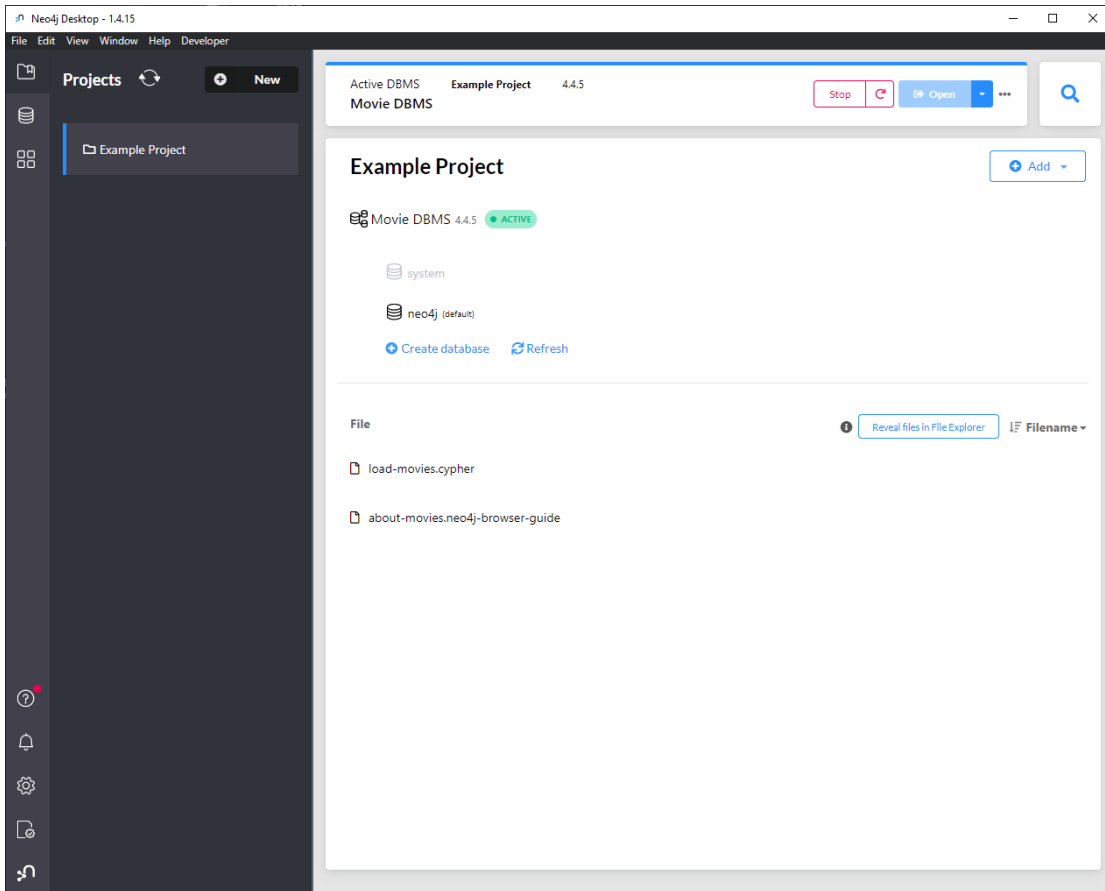 Neo4j Desktop - 1.4.15
File Edit View Window Help Developer
Projects
New
Example Project
Active DBMS Example Project 4.4.5
Movie DBMS
Stop
Open
Example Project
Add
Movie DBMS 4.4.5 ACTIVE
system
neo4j (default)
Create database Refresh
File
Reveal files in File Explorer
Filename
load-movies.cypher
about-movies.neo4j-browser-guide